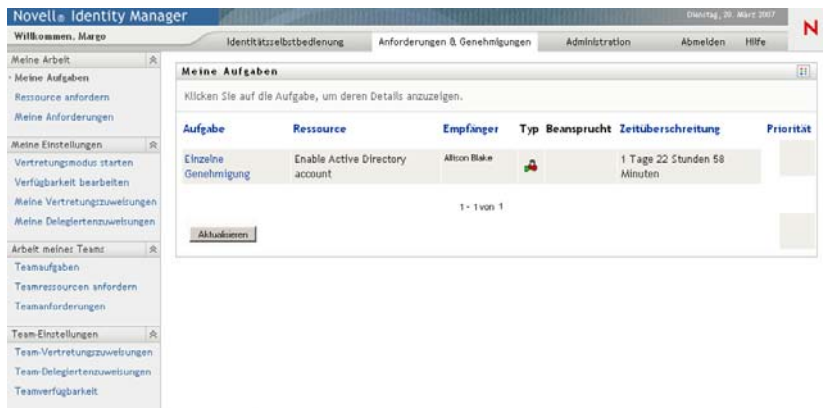 Novell® Identity Manager
Dienstag, 20. März 2007
N
Willkommen, Margo
Identitätsselbstbedienung
Anforderungen & Genehmigungen
Administration
Abmelden
Hilfe
Meine Arbeit
Meine Aufgaben
Ressource anfordern
Meine Anforderungen
Meine Einstellungen
Vertretungsmodus starten
Verfügbarkeit bearbeiten
Meine Vertretungszuweisungen
Meine Delegiertenzuweisungen
Arbeit meines Teams
Teamaufgaben
Teamressourcen anfordern
Teamanforderungen
Team-Einstellungen
Team-Vertretungszuweisungen
Team-Delegiertenzuweisungen
Teamverfügbarkeit
Meine Aufgaben
Klicken Sie auf die Aufgabe, um deren Details anzuzeigen.
Aufgabe Ressource Empfänger Typ Beansprucht Zeitüberschreitung Priorität
Einzelne Enable Active Directory Allison Blake 1 Tage 22 Stunden 58
Genehmigung account Minuten
1 - 1 von 1
Aktualisieren